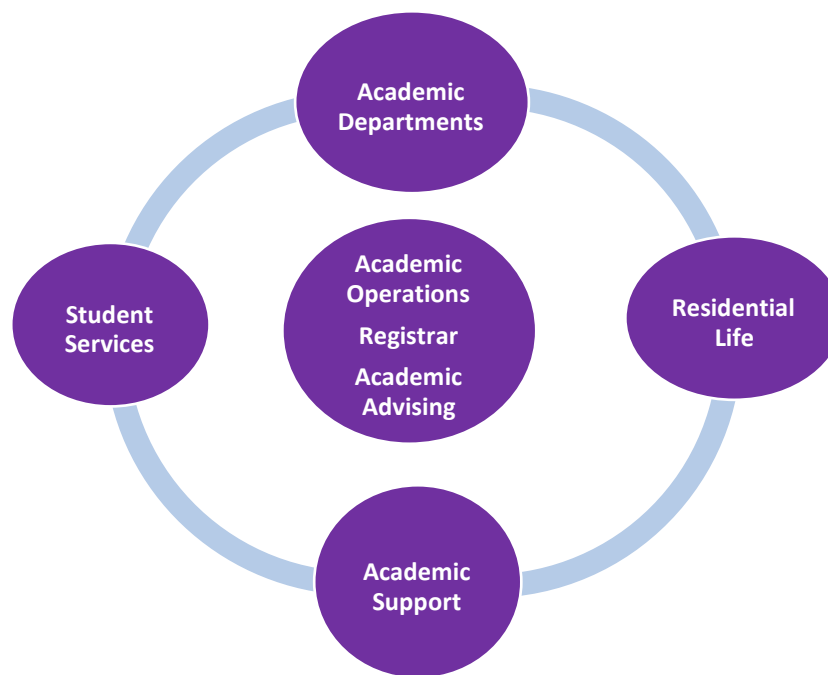 Academic
Departments
Academic
Operations
Registrar
Academic
Advising
Student
Services
Residential
Life
Academic
Support